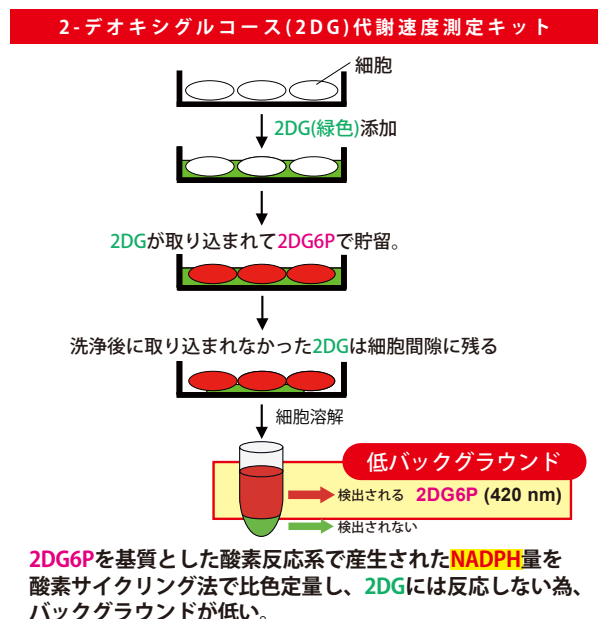 2-デオキシグルコース(2DG)代謝速度測定キット
細胞
2DG(緑色)添加
2DGが取り込まれて2DG6Pで貯留。
洗浄後に取り込まれなかった2DGは細胞間隙に残る
細胞溶解
低バックグラウンド
検出される 2DG6P (420 nm)
検出されない
2DG6Pを基質とした酸素反応系で産生されたNADPH量を
酸素サイクリング法で比色定量し、2DGには反応しない為、
バックグラウンドが低い。